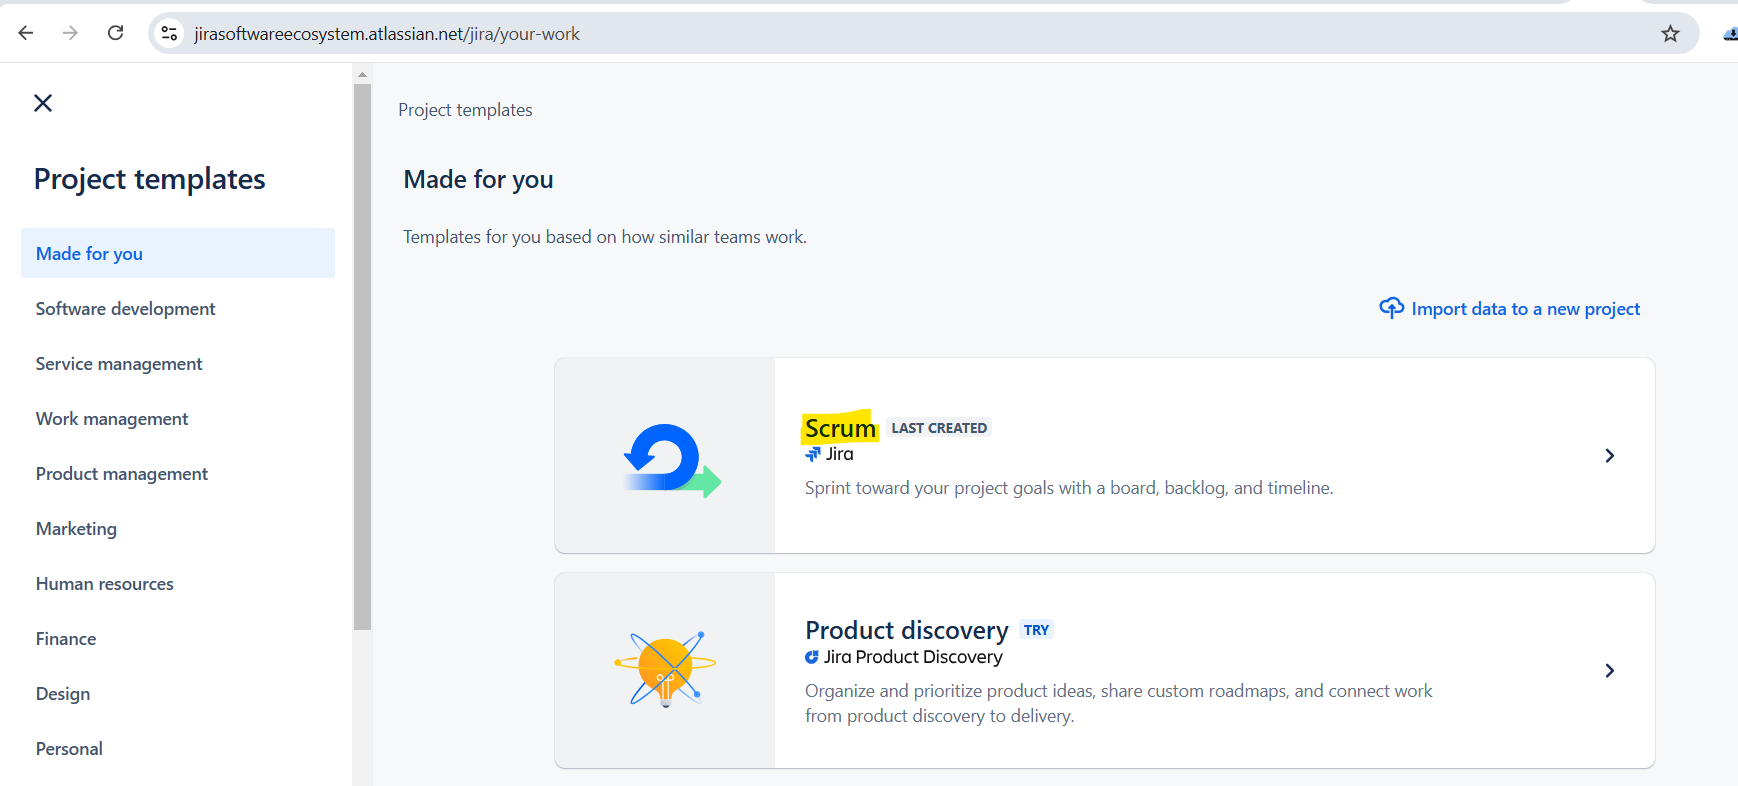 jirasoftwareecosystem.atlassian.net/jira/your-work
Project templates
Made for you
Software development
Service management
Work management
Product management
Marketing
Human resources
Finance
Design
Personal
Project templates
Made for you
Templates for you based on how similar teams work.
Import data to a new project
Scrum LAST CREATED
Jira
Sprint toward your project goals with a board, backlog, and timeline.
Product discovery TRY
Jira Product Discovery
Organize and prioritize product ideas, share custom roadmaps, and connect work
from product discovery to delivery.